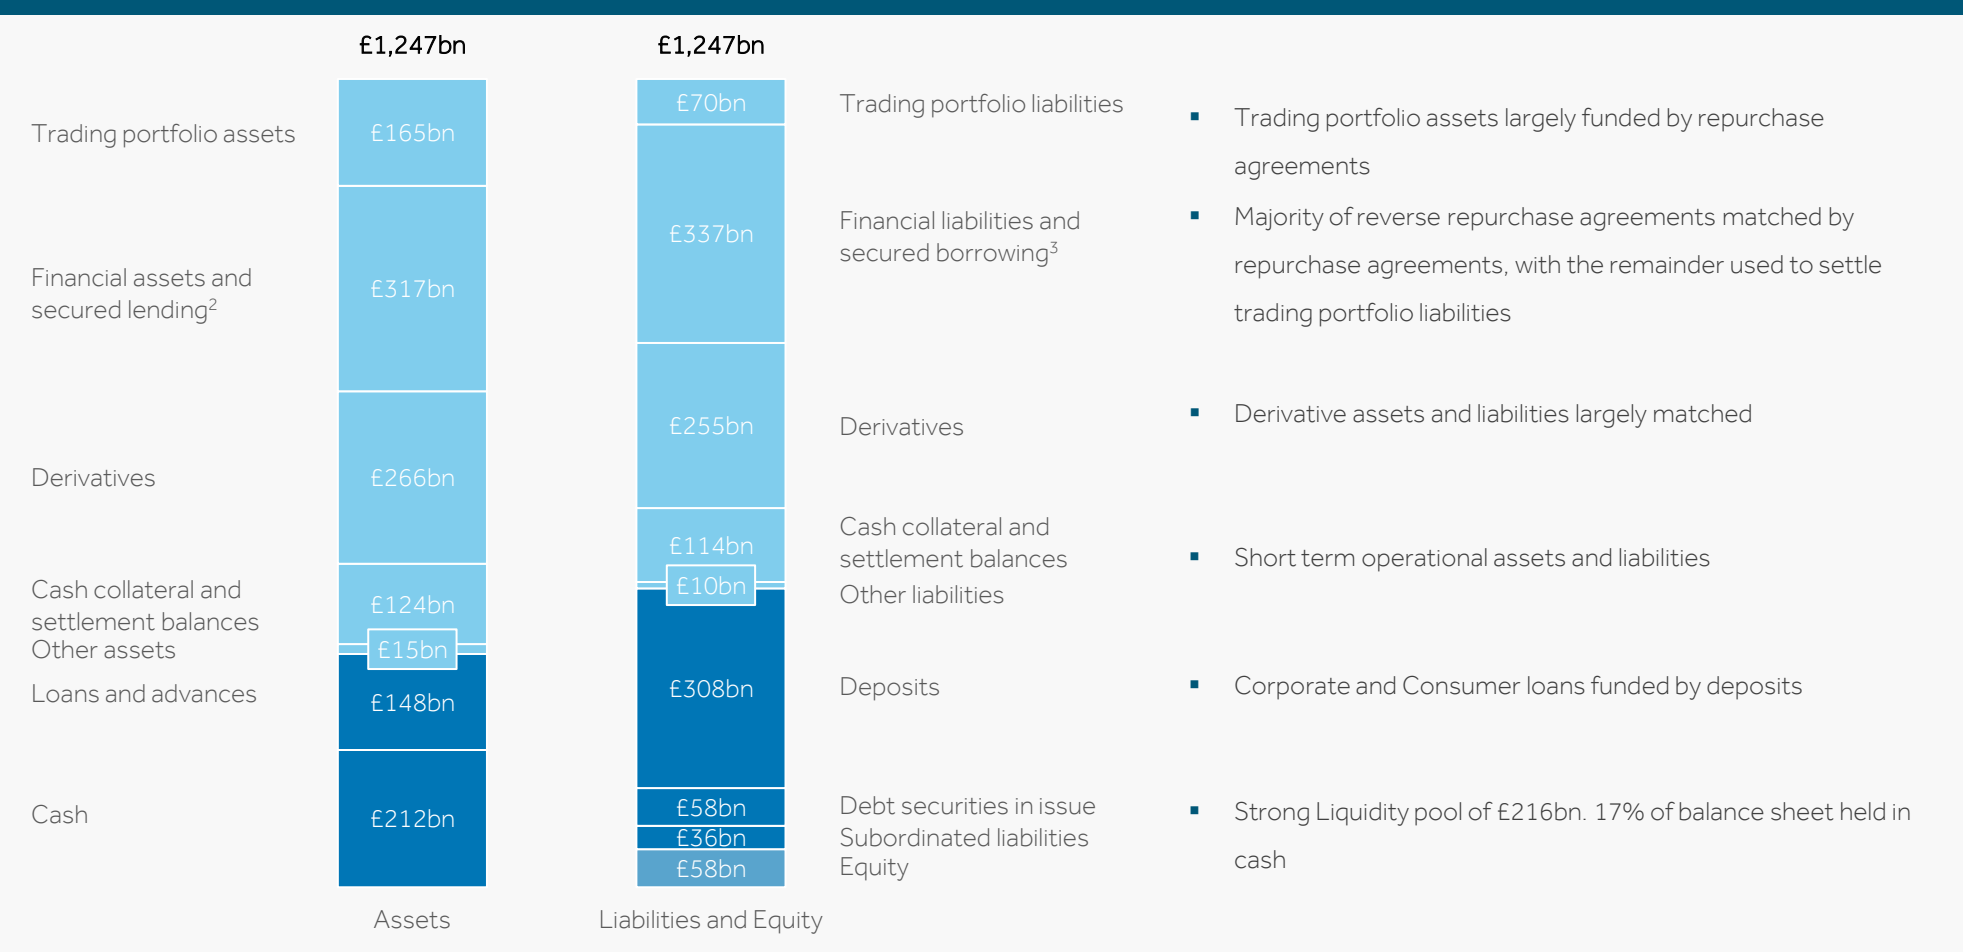 £1,247bn
£1,247bn
Trading portfolio assets
£165bn
Financial assets and
secured lending²
£317bn
Derivatives
£266bn
Cash collateral and
settlement balances
£124bn
Other assets
£15bn
Loans and advances
£148bn
Cash
£212bn
Assets
£70bn
Trading portfolio liabilities
£337bn
Financial liabilities and
secured borrowing³
£255bn
Derivatives
£114bn
Cash collateral and
settlement balances
£10bn
Other liabilities
£308bn
Deposits
£58bn
Debt securities in issue
£36bn
Subordinated liabilities
£58bn
Equity
Liabilities and Equity
▪ Trading portfolio assets largely funded by repurchase
agreements
▪ Majority of reverse repurchase agreements matched by
repurchase agreements, with the remainder used to settle
trading portfolio liabilities
▪ Derivative assets and liabilities largely matched
▪ Short term operational assets and liabilities
▪ Corporate and Consumer loans funded by deposits
▪ Strong Liquidity pool of £216bn. 17% of balance sheet held in
cash